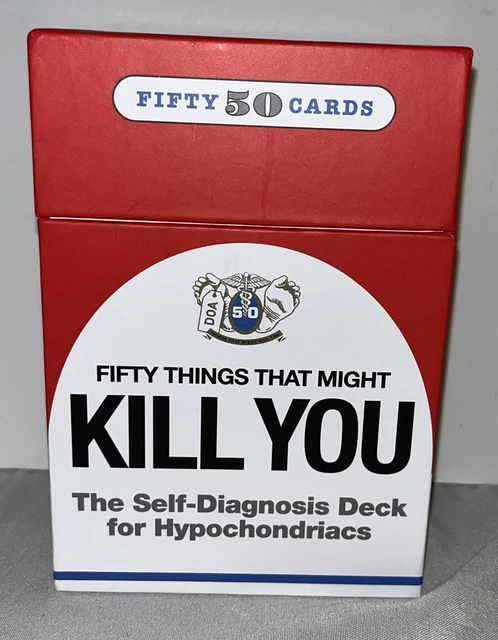 FIFTY 50 CARDS
DOA
50
FIFTY THINGS THAT MIGHT
KILL YOU
The Self-Diagnosis Deck
for Hypochondriacs